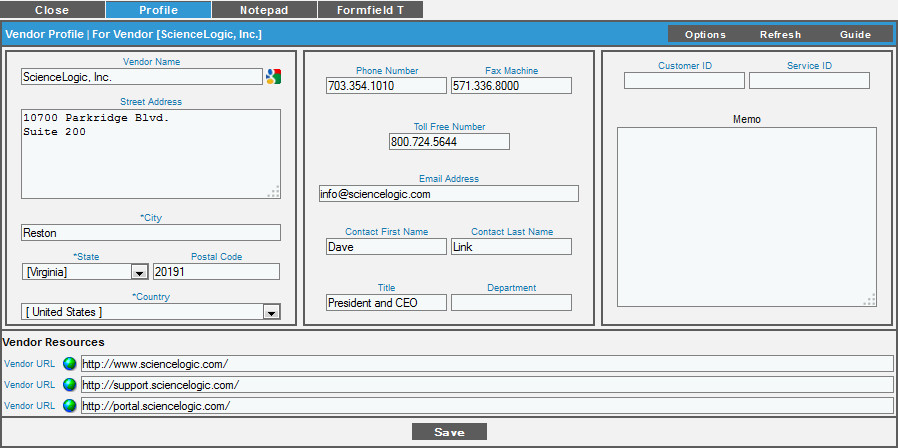 Close Profile Notepad Formfield T
Vendor Profile | For Vendor [ScienceLogic, Inc.] Options Refresh Guide
Vendor Name
ScienceLogic, Inc.
Street Address
10700 Parkridge Blvd.
Suite 200
*City
Reston
*State Postal Code
[Virginia] 20191
*Country
[ United States ]
Phone Number Fax Machine
703.354.1010 571.336.8000
Toll Free Number
800.724.5644
Email Address
info@sciencelogic.com
Contact First Name Contact Last Name
Dave Link
Title Department
President and CEO
Customer ID Service ID
Memo
Vendor Resources
Vendor URL http://www.sciencelogic.com/
Vendor URL http://support.sciencelogic.com/
Vendor URL http://portal.sciencelogic.com/
Save